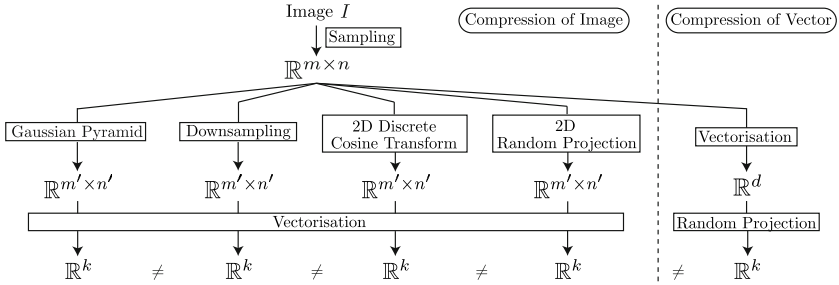 Image I
Compression of Image
Compression of Vector
Sampling
ℝ^{m×n}
Gaussian Pyramid
Downsampling
2D Discrete
Cosine Transform
2D
Random Projection
Vectorisation
ℝ^{m′×n′} ℝ^{m′×n′} ℝ^{m′×n′} ℝ^{m′×n′} ℝ^d
Vectorisation
Random Projection
ℝ^k ≠ ℝ^k ≠ ℝ^k ≠ ℝ^k ≠ ℝ^k